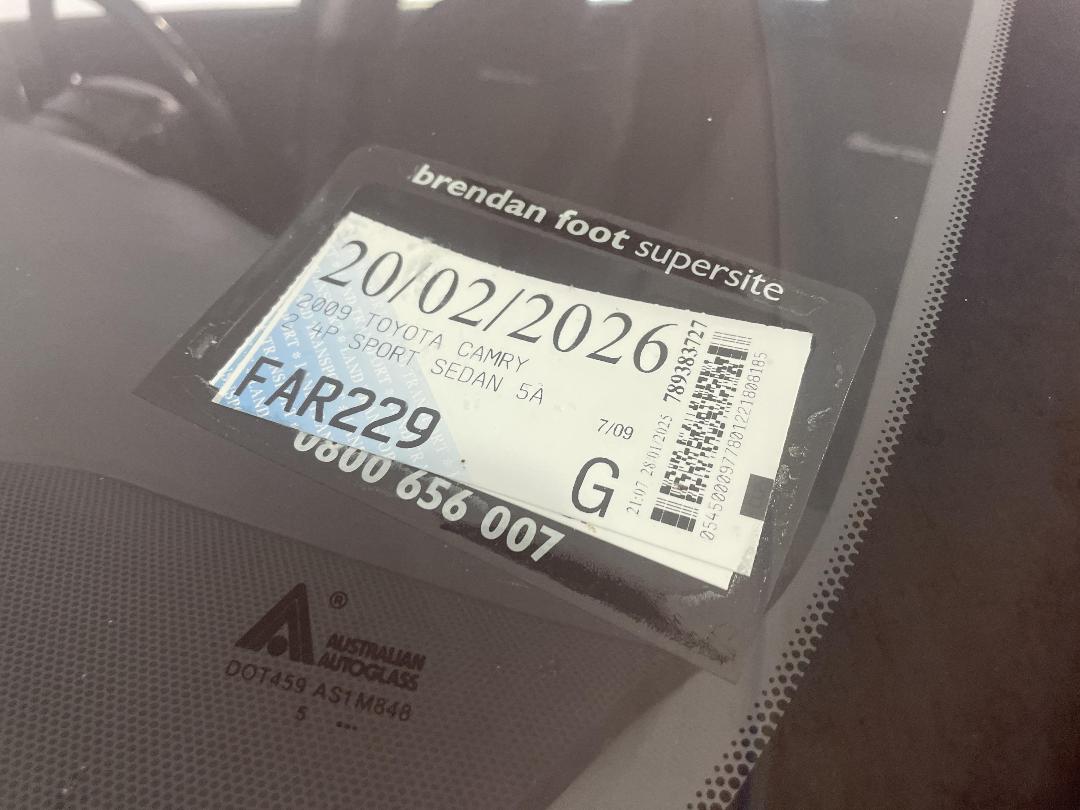 brendan foot supersite
20/02/2026
2009 TOYOTA CAMRY
2.4P SPORT SEDAN 5A
FAR229
7/09
G
21:07 28/01/2025 789383727
0545000977801221808185
0800 656 007
®
AUSTRALIAN
AUTOGLASS
DOT459 AS1M848
5 ...